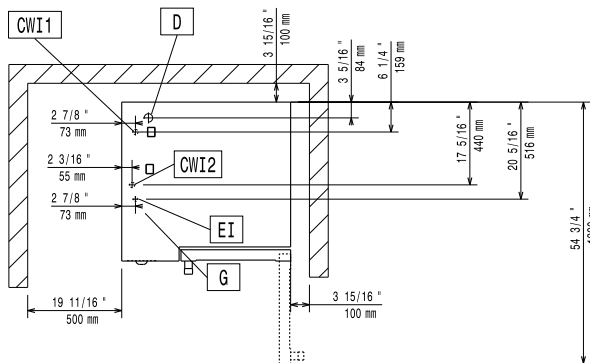 CWI1
D
3 15/16 "
100 mm
3 5/16 "
84 mm
6 1/4 "
159 mm
2 7/8 "
73 mm
2 3/16 "
55 mm
CWI2
17 5/16 "
440 mm
20 5/16 "
516 mm
2 7/8 "
73 mm
EI
G
54 3/4 "
19 11/16 "
500 mm
3 15/16 "
100 mm